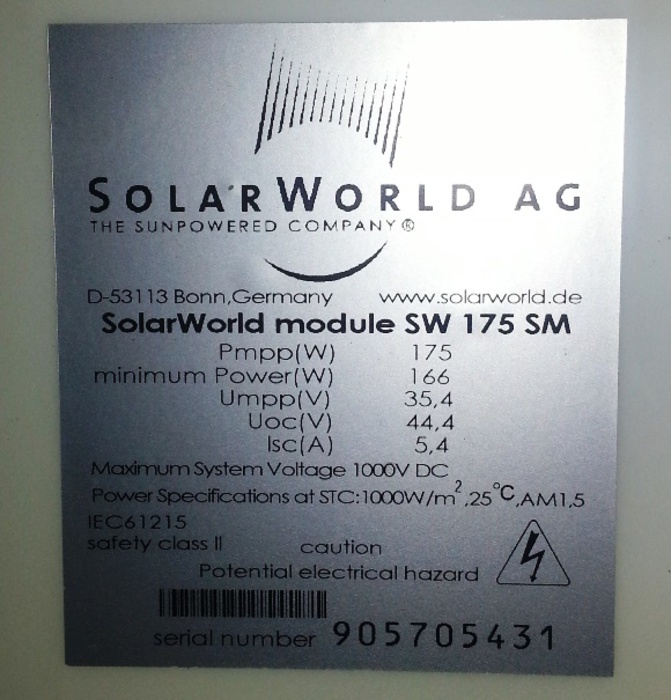 SOLARWORLD AG
THE SUNPOWERED COMPANY®
D-53113 Bonn,Germany www.solarworld.de
SolarWorld module SW 175 SM
Pmpp(W) 175
minimum Power(W) 166
Umpp(V) 35,4
Uoc(V) 44,4
Isc(A) 5,4
Maximum System Voltage 1000V DC
Power Specifications at STC:1000W/m²,25°C,AM1,5
IEC61215
safety class II caution
Potential electrical hazard
serial number 905705431